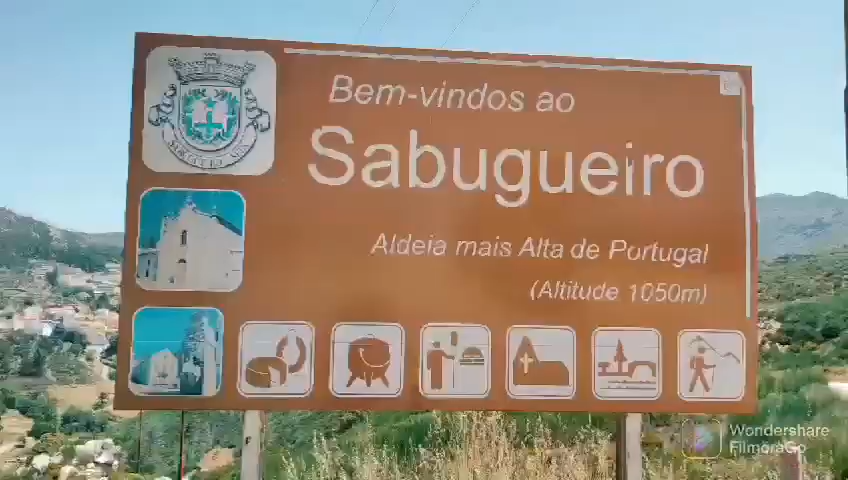 Bem-vindos ao
Sabugueiro
Aldeia mais Alta de Portugal
(Altitude 1050m)
Wondershare
FilmoraGo